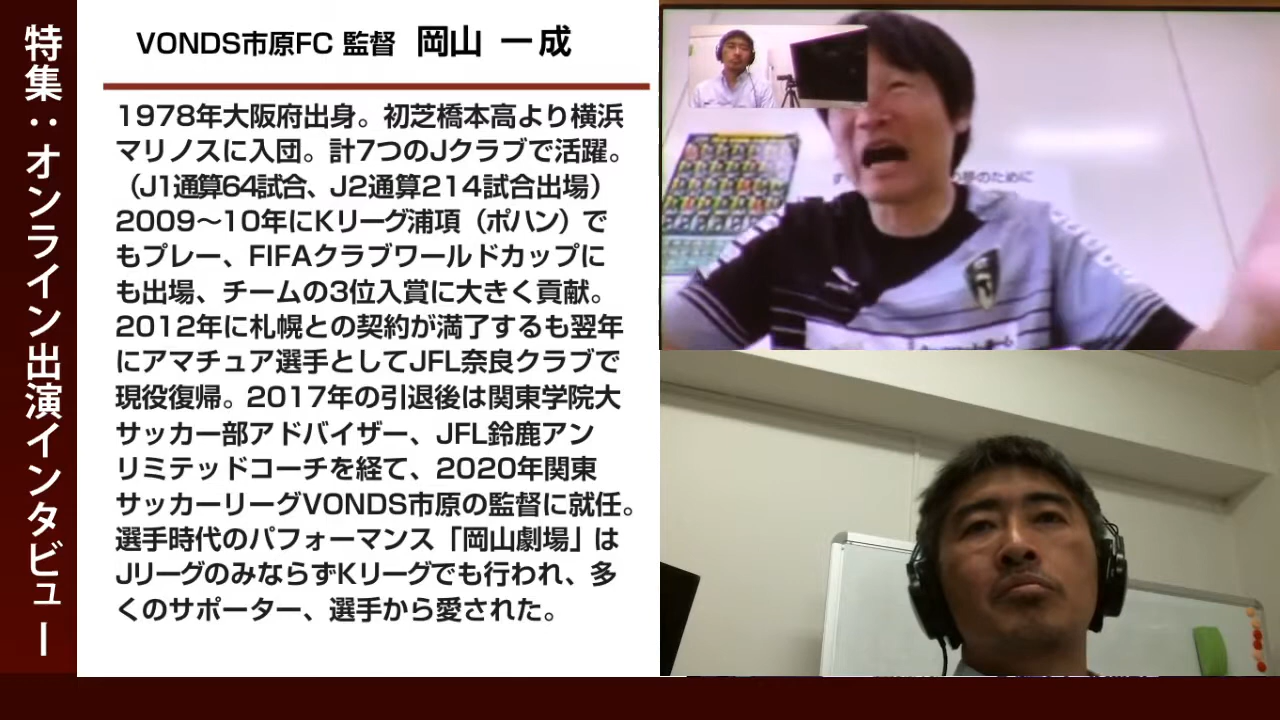 特集：オンライン出演インタビュー
VONDS市原FC 監督 岡山 一成
1978年大阪府出身。初芝橋本高より横浜
マリノスに入団。計7つのJクラブで活躍。
（J1通算64試合、J2通算214試合出場）
2009～10年にKリーグ浦項（ポハン）で
もプレー、FIFAクラブワールドカップに
も出場、チームの3位入賞に大きく貢献。
2012年に札幌との契約が満了するも翌年
にアマチュア選手としてJFL奈良クラブで
現役復帰。2017年の引退後は関東学院大
サッカー部アドバイザー、JFL鈴鹿アン
リミテッドコーチを経て、2020年関東
サッカーリーグVONDS市原の監督に就任。
選手時代のパフォーマンス「岡山劇場」は
JリーグのみならずKリーグでも行われ、多
くのサポーター、選手から愛された。
のために